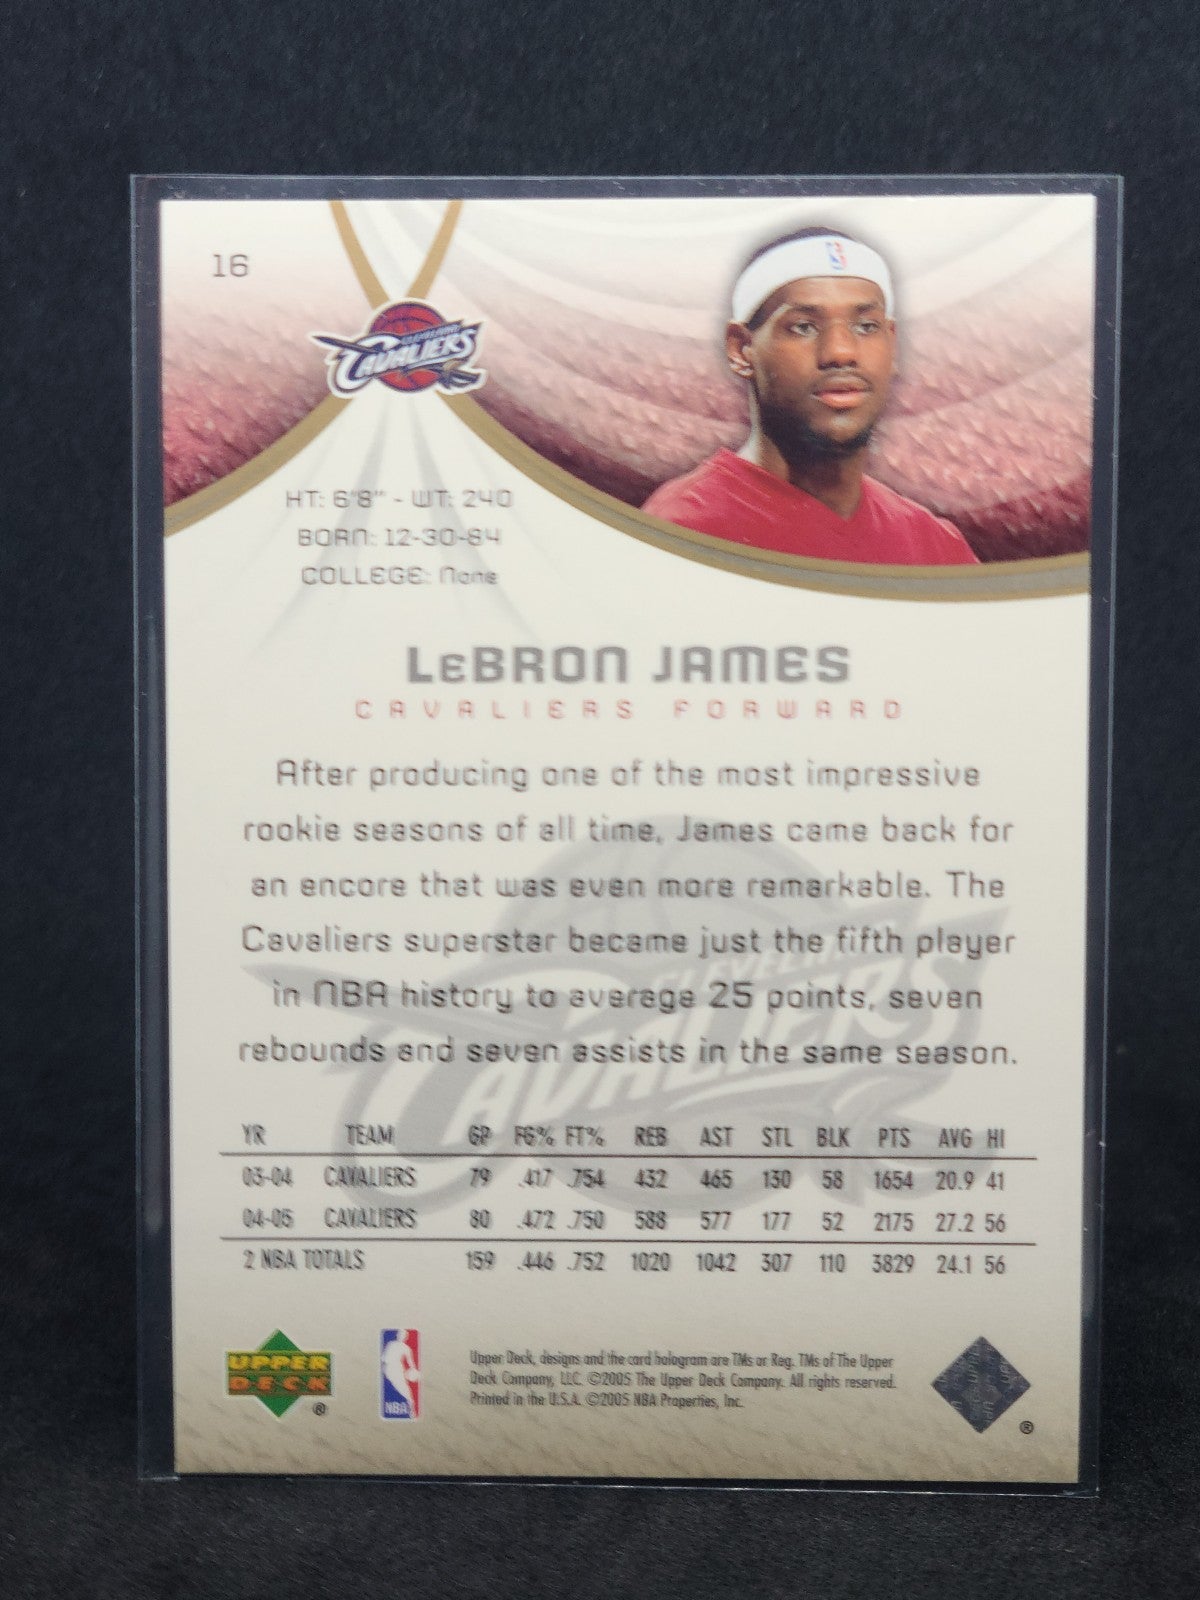 16
CLEVELAND
CAVALIERS
HT: 6'8" - WT: 240
BORN: 12-30-84
COLLEGE: None
LeBRON JAMES
CAVALIERS FORWARD
After producing one of the most impressive
rookie seasons of all time, James came back for
an encore that was even more remarkable. The
Cavaliers superstar became just the fifth player
in NBA history to average 25 points, seven
rebounds and seven assists in the same season.
CLEVELAND
CAVALIERS
YR TEAM GP FG% FT% REB AST STL BLK PTS AVG HI
03-04 CAVALIERS 79 .417 .754 432 465 130 58 1654 20.9 41
04-05 CAVALIERS 80 .472 .750 588 577 177 52 2175 27.2 56
2 NBA TOTALS 159 .446 .752 1020 1042 307 110 3829 24.1 56
UPPER
DECK
®
NBA
Upper Deck, designs and the card hologram are TMs or Reg. TMs of The Upper
Deck Company, LLC. ©2005 The Upper Deck Company. All rights reserved.
Printed in the U.S.A. ©2005 NBA Properties, Inc.
®